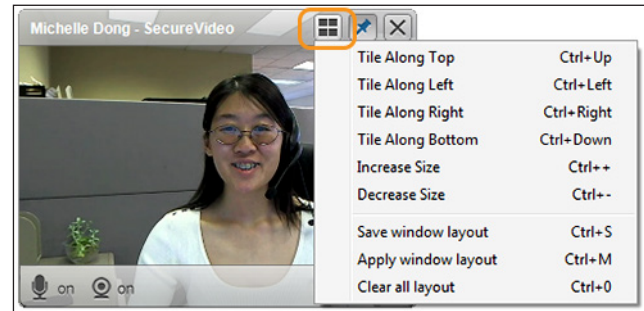 Michelle Dong - SecureVideo
Tile Along Top Ctrl+Up
Tile Along Left Ctrl+Left
Tile Along Right Ctrl+Right
Tile Along Bottom Ctrl+Down
Increase Size Ctrl++
Decrease Size Ctrl+-
Save window layout Ctrl+S
Apply window layout Ctrl+M
Clear all layout Ctrl+0
on on